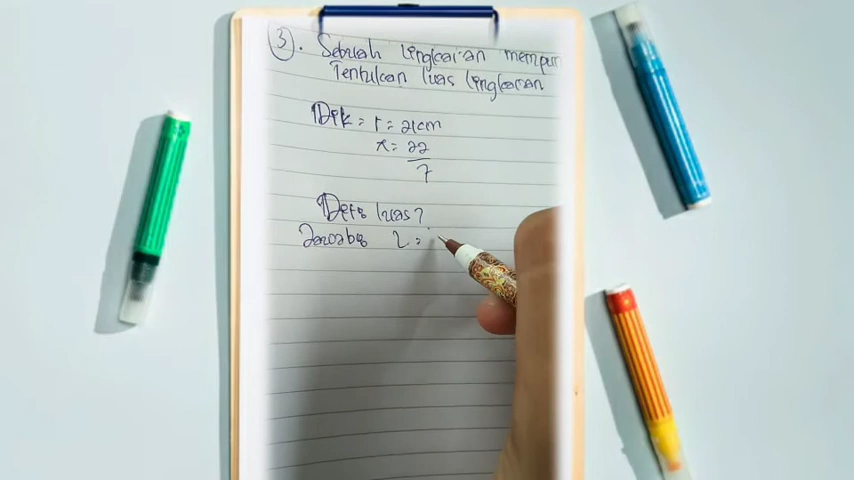 3). Sebuah lingkaran mempun
Tentukan luas lingkaran
Dik = r = 21cm
π = 22
7
Dit: luas?
Jawab: L =